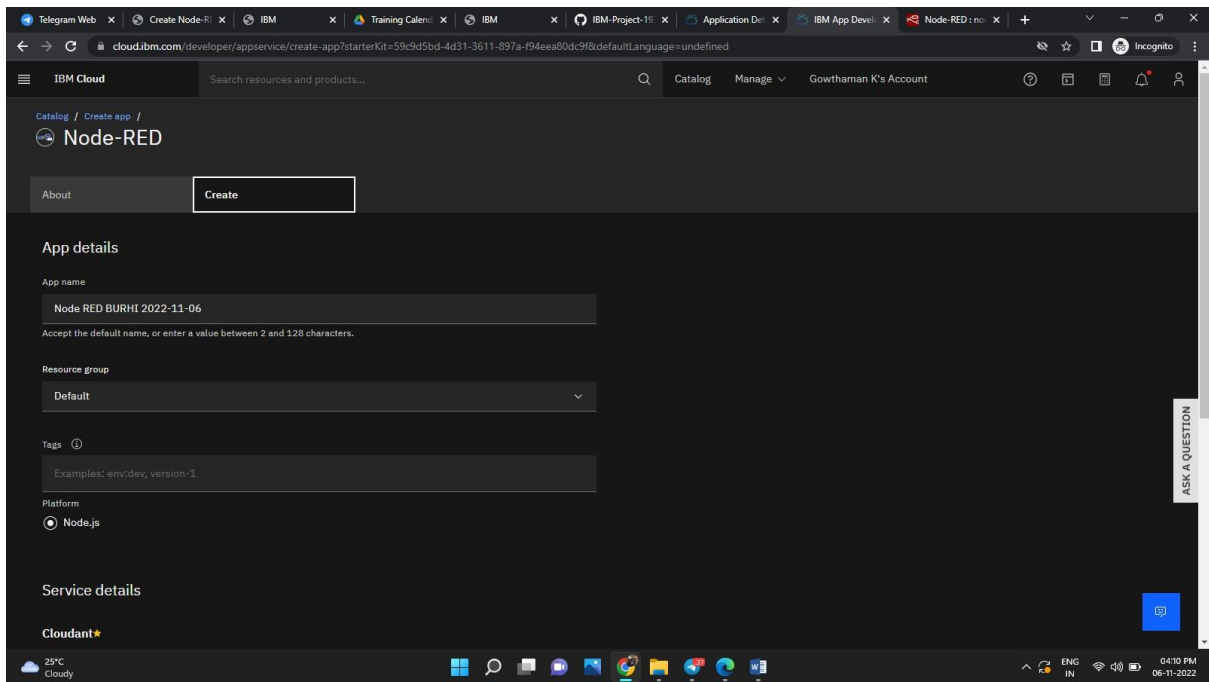 Telegram Web
Create Node-R
IBM
Training Calend
IBM
IBM-Project-19
Application Det
IBM App Devel
Node-RED : no
cloud.ibm.com/developer/appservice/create-app?starterKit=59c9d5bd-4d31-3611-897a-f94eea80dc9f&defaultLanguage=undefined
Incognito
IBM Cloud
Search resources and products...
Catalog
Manage
Gowthaman K's Account
Catalog / Create app /
Node-RED
About
Create
App details
App name
Node RED BURHI 2022-11-06
Accept the default name, or enter a value between 2 and 128 characters.
Resource group
Default
Tags
Examples: env:dev, version-1
Platform
Node.js
Service details
Cloudant
ASK A QUESTION
25°C
Cloudy
ENG
IN
04:10 PM
06-11-2022